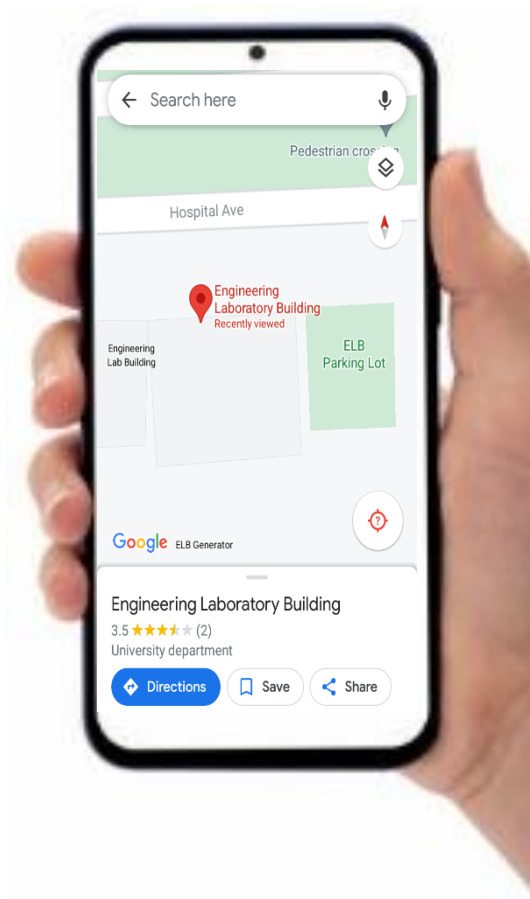 Search here
Pedestrian crossing
Hospital Ave
Engineering
Laboratory Building
Recently viewed
Engineering
Lab Building
ELB
Parking Lot
?
Google ELB Generator
Engineering Laboratory Building
3.5 (2)
University department
Directions Save Share